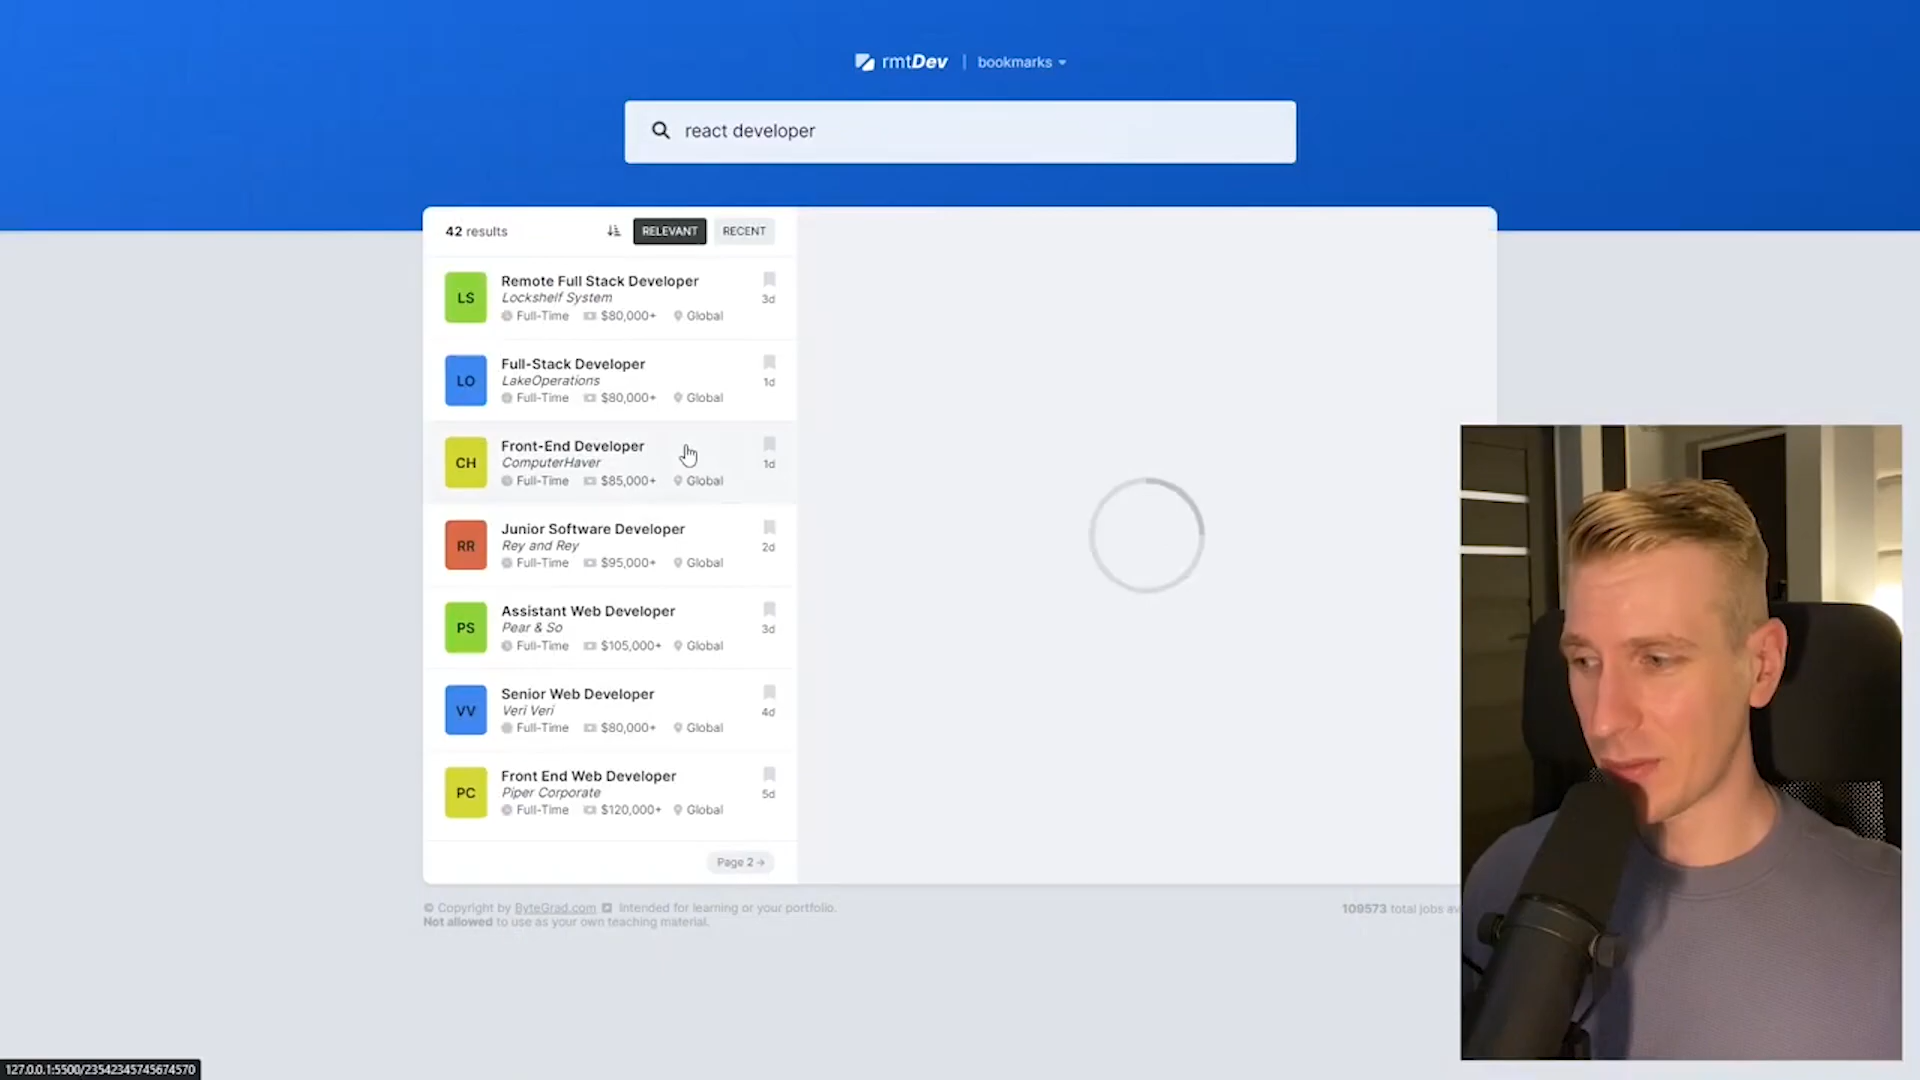 rmtDev | bookmarks
react developer
42 results RELEVANT RECENT
LS Remote Full Stack Developer
Lockshelf System 3d
Full-Time $80,000+ Global
LO Full-Stack Developer
LakeOperations 1d
Full-Time $80,000+ Global
CH Front-End Developer
ComputerHaver 1d
Full-Time $85,000+ Global
RR Junior Software Developer
Rey and Rey 2d
Full-Time $95,000+ Global
PS Assistant Web Developer
Pear & So 3d
Full-Time $105,000+ Global
VV Senior Web Developer
Veri Veri 4d
Full-Time $80,000+ Global
PC Front End Web Developer
Piper Corporate 5d
Full-Time $120,000+ Global
Page 2 →
© Copyright by ByteGrad.com Intended for learning or your portfolio. 109573 total jobs
Not allowed to use as your own teaching material.
127.0.0.1:5500/23542345745674570